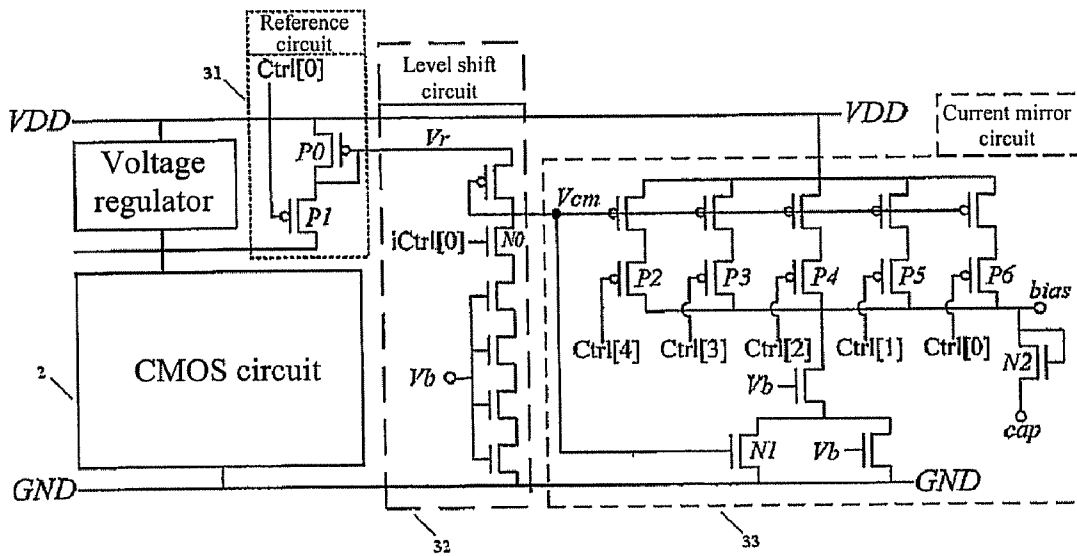 Reference
circuit
31
Ctrl[0]
Level shift
circuit
Current mirror
circuit
VDD
VDD
Voltage
regulator
P0
Vr
P1
Vcm
iCtrl[0]
N0
P2
P3
P4
P5
P6
bias
Ctrl[4]
Ctrl[3]
Ctrl[2]
Ctrl[1]
Ctrl[0]
N2
2
CMOS circuit
Vb
Vb
cap
N1
Vb
GND
GND
32
33